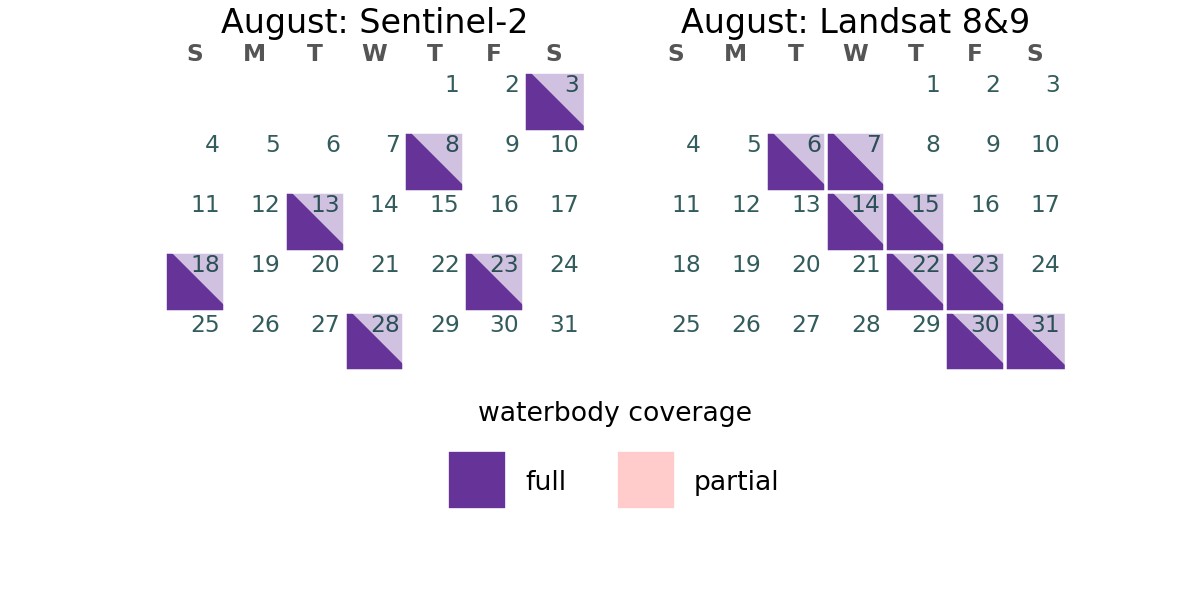 August: Sentinel-2
S M T W T F S
1 2 3
4 5 6 7 8 9 10
11 12 13 14 15 16 17
18 19 20 21 22 23 24
25 26 27 28 29 30 31
August: Landsat 8&9
S M T W T F S
1 2 3
4 5 6 7 8 9 10
11 12 13 14 15 16 17
18 19 20 21 22 23 24
25 26 27 28 29 30 31
waterbody coverage
full partial